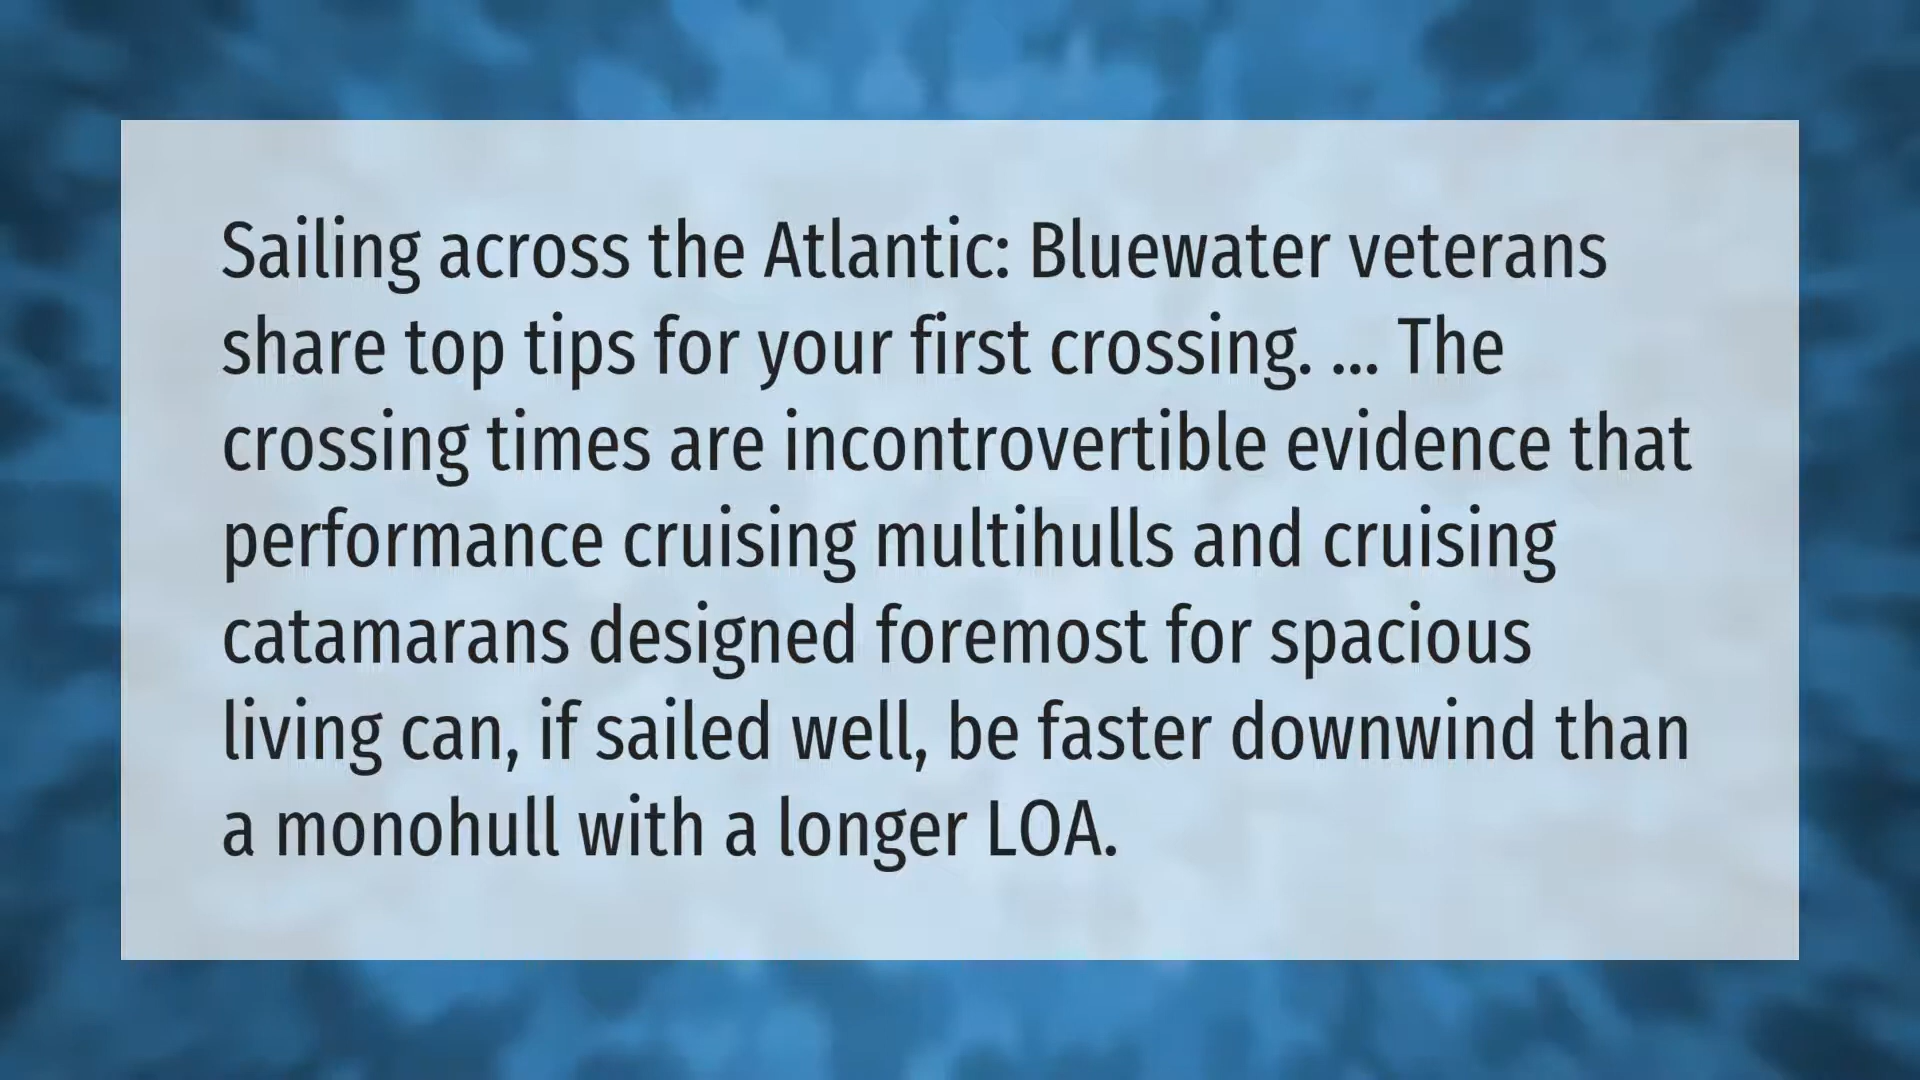 Sailing across the Atlantic: Bluewater veterans
share top tips for your first crossing. ... The
crossing times are incontrovertible evidence that
performance cruising multihulls and cruising
catamarans designed foremost for spacious
living can, if sailed well, be faster downwind than
a monohull with a longer LOA.